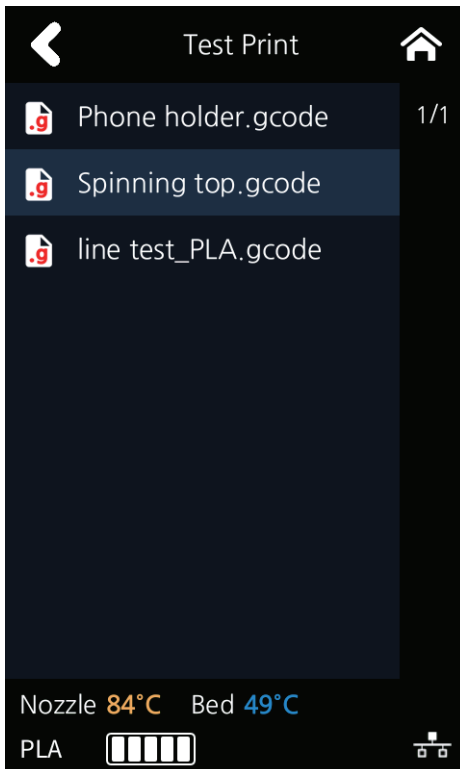 Test Print
.g Phone holder.gcode 1/1
.g Spinning top.gcode
.g line test_PLA.gcode
Nozzle 84°C Bed 49°C
PLA